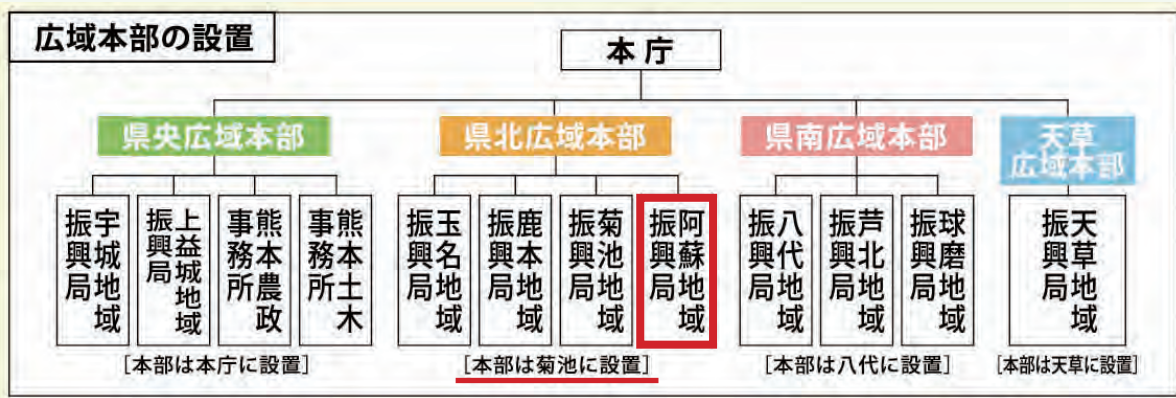 広域本部の設置
本庁
県央広域本部
県北広域本部
県南広域本部
天草
広域本部
宇城地域
振興局
上益城地域
振興局
熊本農政
事務所
熊本土木
事務所
玉名地域
振興局
鹿本地域
振興局
菊池地域
振興局
阿蘇地域
振興局
八代地域
振興局
芦北地域
振興局
球磨地域
振興局
天草地域
振興局
[本部は本庁に設置]
[本部は菊池に設置]
[本部は八代に設置]
[本部は天草に設置]